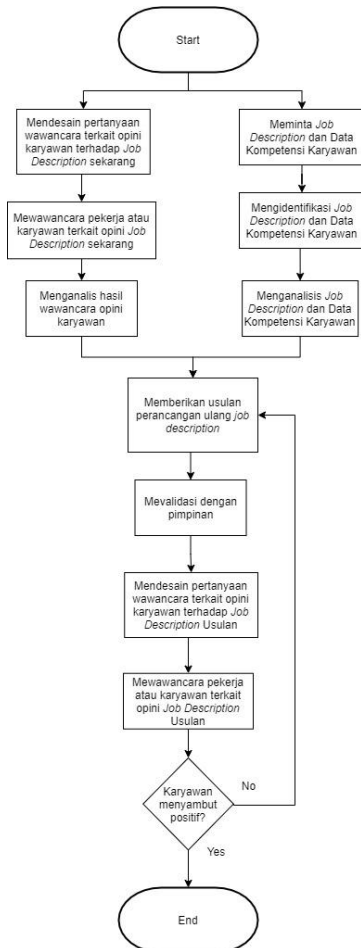 Start
Mendesain pertanyaan
wawancara terkait opini
karyawan terhadap Job
Description sekarang
Meminta Job
Description dan Data
Kompetensi Karyawan
Mewawancara pekerja atau
karyawan terkait opini Job
Description sekarang
Mengidentifikasi Job
Description dan Data
Kompetensi Karyawan
Menganalis hasil
wawancara opini
karyawan
Menganalisis Job
Description dan Data
Kompetensi Karyawan
Memberikan usulan
perancangan ulang job
description
Mevalidasi dengan
pimpinan
Mendesain pertanyaan
wawancara terkait opini
karyawan terhadap Job
Description Usulan
Mewawancara pekerja
atau karyawan terkait
opini Job Description
Usulan
Karyawan
menyambut
positif?
No
Yes
End